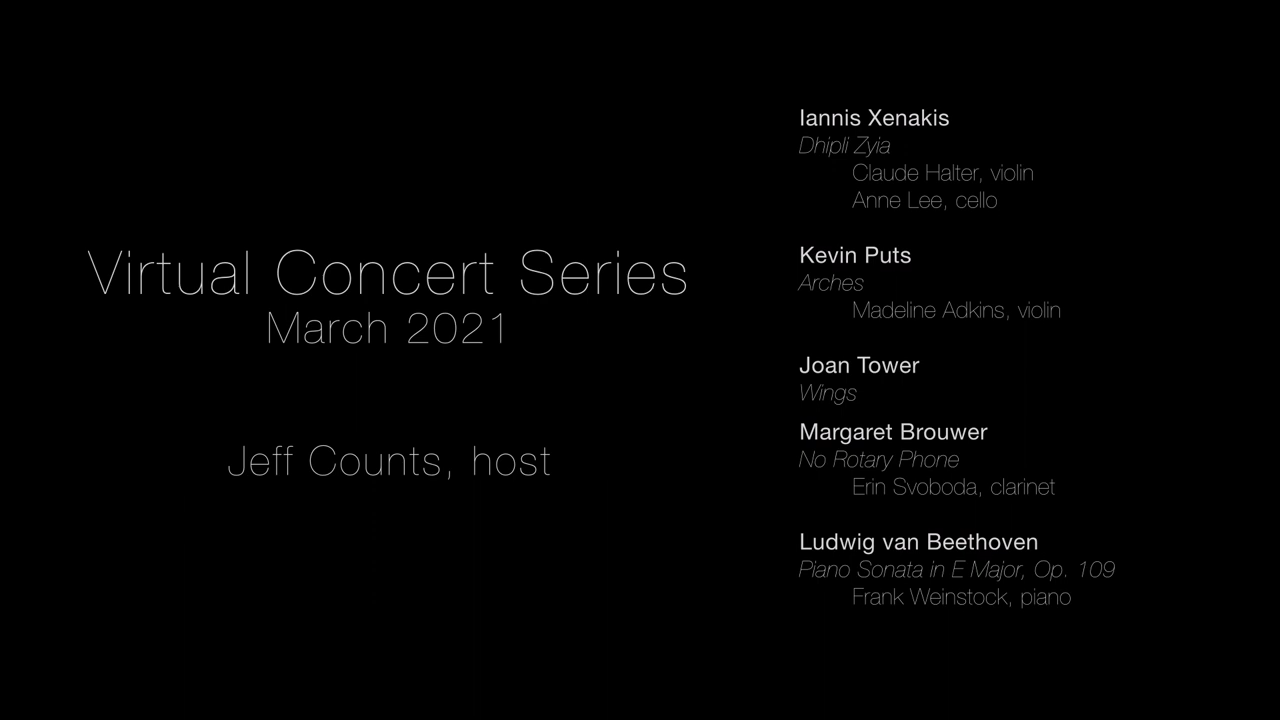 Virtual Concert Series
March 2021
Jeff Counts, host
Iannis Xenakis
Dhipli Zyia
Claude Halter, violin
Anne Lee, cello
Kevin Puts
Arches
Madeline Adkins, violin
Joan Tower
Wings
Margaret Brouwer
No Rotary Phone
Erin Svoboda, clarinet
Ludwig van Beethoven
Piano Sonata in E Major, Op. 109
Frank Weinstock, piano